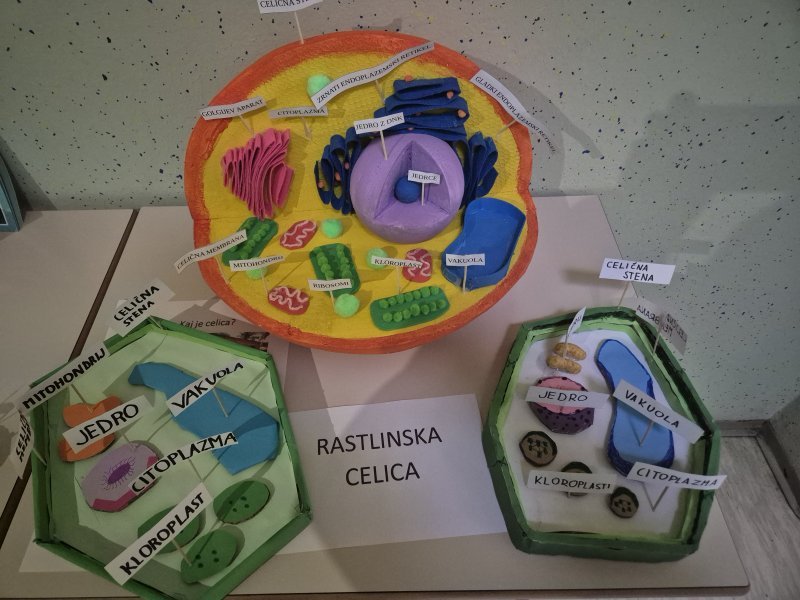 CELIČNA STENA
ZRNATI ENDOPLAZEMSKI RETIKEL
GLADKI ENDOPLAZEMSKI RETIKEL
GOLGIJEV APARAT
CITOPLAZMA
JEDRO Z DNK
JEDRCE
CELIČNA MEMBRANA
MITOHONDRIJ
RIBOSOMI
KLOROPLAST
VAKUOLA
Kaj je celica?
CELIČNA
STENA
MITOHONDRIJ
JEDRO
VAKUOLA
CITOPLAZMA
KLOROPLAST
RASTLINSKA
CELICA
CELIČNA
STENA
JEDRO
VAKUOLA
KLOROPLASTI
CITOPLAZMA